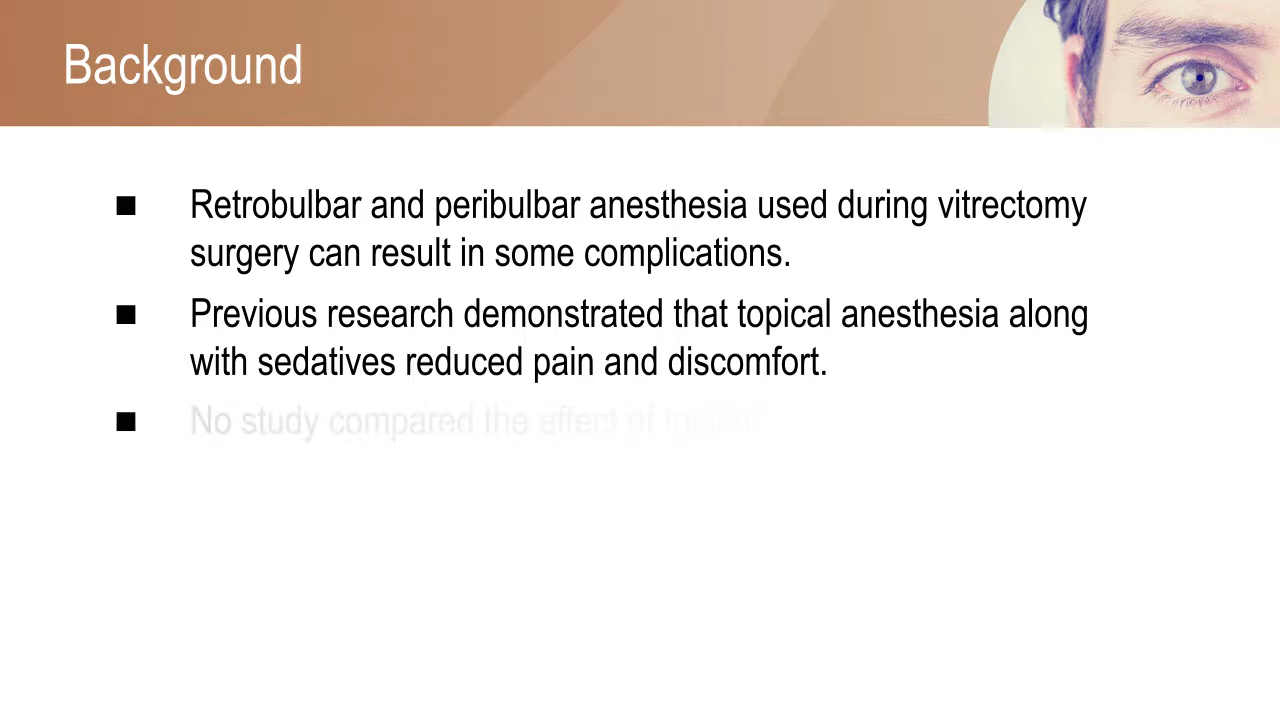 Background
Retrobulbar and peribulbar anesthesia used during vitrectomy
surgery can result in some complications.
Previous research demonstrated that topical anesthesia along
with sedatives reduced pain and discomfort.
No study compared the effect of